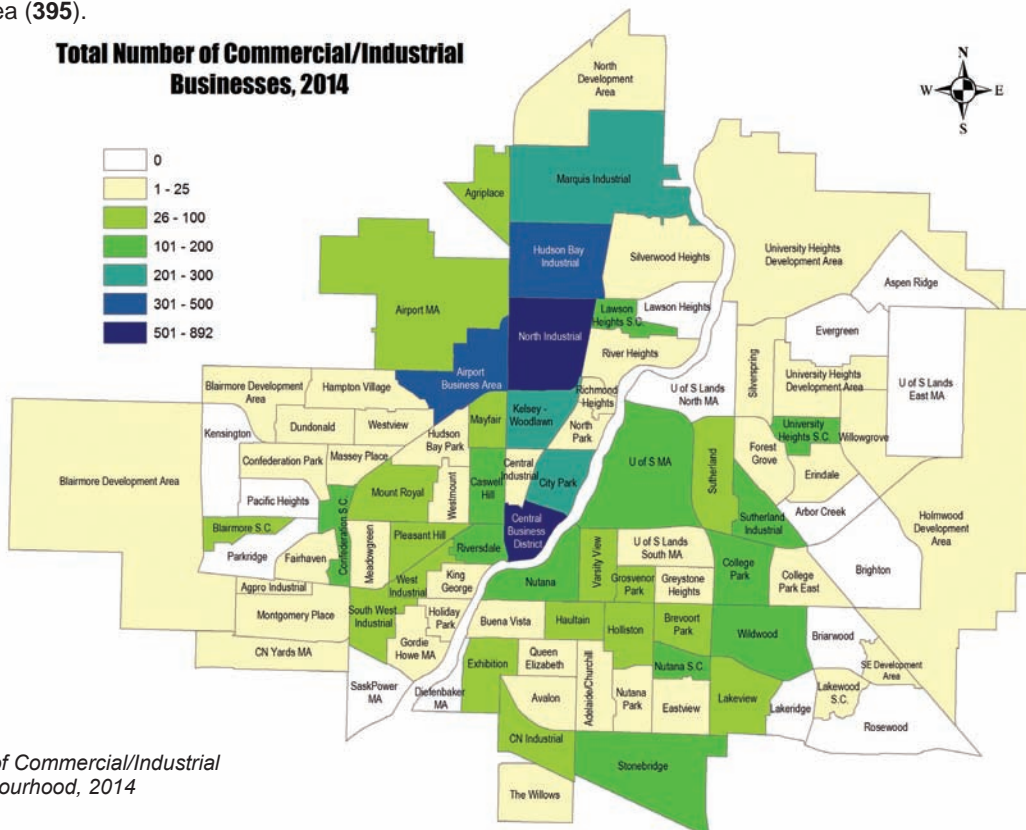 ea (395).
Total Number of Commercial/Industrial
Businesses, 2014
N
W
E
S
0
1 - 25
26 - 100
101 - 200
201 - 300
301 - 500
501 - 892
North
Development
Area
Marquis Industrial
Agriplace
Hudson Bay
Industrial
Silverwood Heights
University Heights
Development Area
Aspen Ridge
Airport MA
Lawson
Heights S.C.
Lawson Heights
North Industrial
Evergreen
River Heights
Silverspring
Airport
Business Area
University Heights
Development Area
U of S Lands
East MA
Blairmore Development
Area
Hampton Village
Richmond
Heights
U of S Lands
North MA
Dundonald
Westview
Mayfair
Kelsey -
Woodlawn
North
Park
University
Heights S.C.
Willowgrove
Kensington
Hudson
Bay Park
Confederation Park
Massey Place
Forest
Grove
Erindale
Blairmore Development Area
Pacific Heights
Mount Royal
Westmount
Caswell
Hill
Central
Industrial
City Park
U of S MA
Sutherland
Sutherland
Industrial
Arbor Creek
Holmwood
Development
Area
Blairmore S.C.
Parkridge
Fairhaven
Confederation S.C.
Meadowgreen
Pleasant Hill
Riversdale
Central
Business
District
Varsity View
U of S Lands
South MA
College
Park
Brighton
West
Industrial
King
George
Nutana
Grosvenor
Park
Greystone
Heights
College
Park East
Agpro Industrial
Montgomery Place
South West
Industrial
Holiday
Park
Buena Vista
Haultain
Holliston
Brevoort
Park
Wildwood
Briarwood
CN Yards MA
Gordie
Howe MA
Exhibition
Queen
Elizabeth
Adelaide/Churchill
Nutana S.C.
SE Development
Area
SaskPower
MA
Diefenbaker
MA
Avalon
Nutana
Park
Eastview
Lakeview
Lakeridge
Lakewood
S.C.
Rosewood
CN Industrial
Stonebridge
The Willows
of Commercial/Industrial
ourhood, 2014